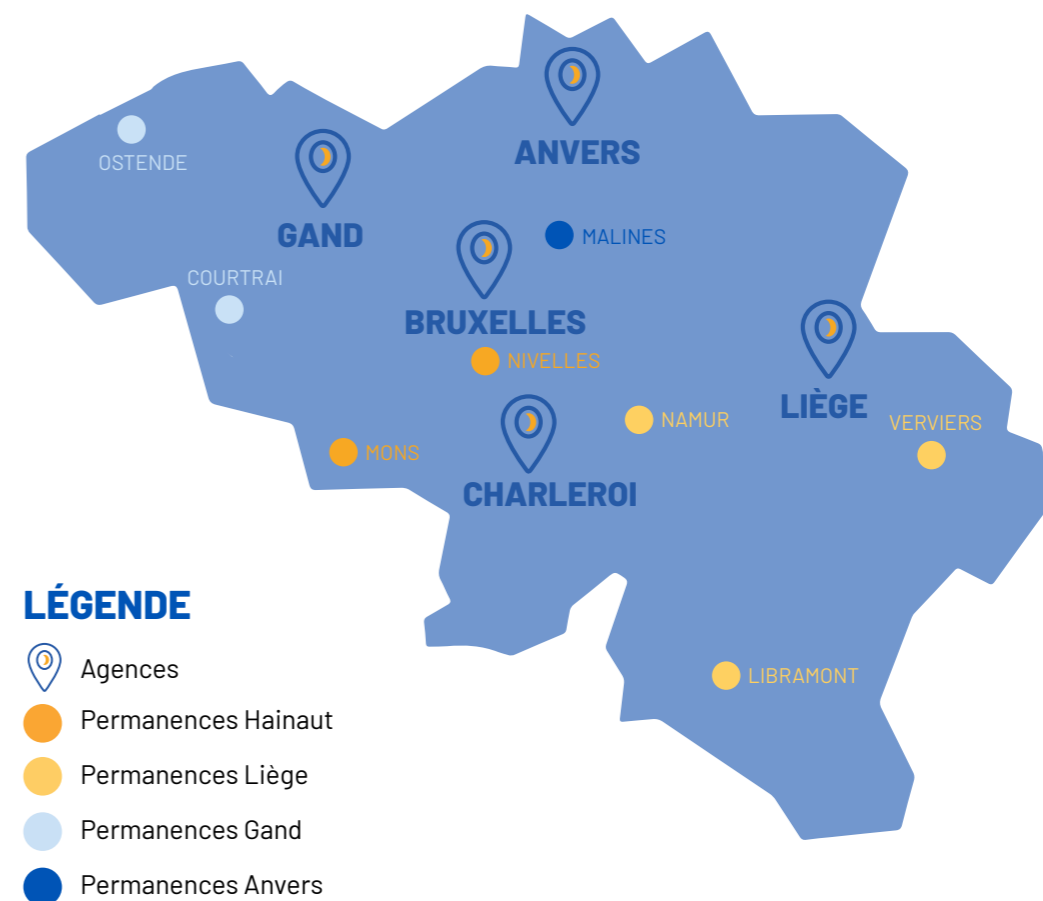 ANVERS
OSTENDE
GAND
MALINES
COURTRAI
BRUXELLES
NIVELLES
LIÈGE
NAMUR
VERVIERS
MONS
CHARLEROI
LIBRAMONT
LÉGENDE
Agences
Permanences Hainaut
Permanences Liège
Permanences Gand
Permanences Anvers